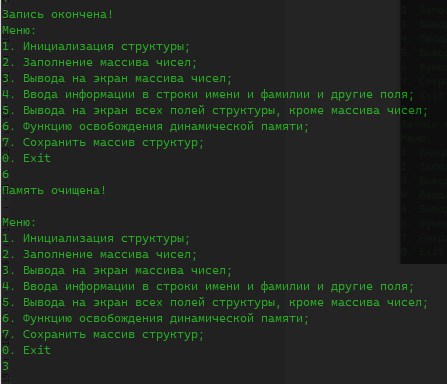 Запись окончена!
Меню:
1. Инициализация структуры;
2. Заполнение массива чисел;
3. Вывода на экран массива чисел;
4. Ввода информации в строки имени и фамилии и другие поля;
5. Вывода на экран всех полей структуры, кроме массива чисел;
6. Функцию освобождения динамической памяти;
7. Сохранить массив структур;
0. Exit
6
Память очищена!
Меню:
1. Инициализация структуры;
2. Заполнение массива чисел;
3. Вывода на экран массива чисел;
4. Ввода информации в строки имени и фамилии и другие поля;
5. Вывода на экран всех полей структуры, кроме массива чисел;
6. Функцию освобождения динамической памяти;
7. Сохранить массив структур;
0. Exit
3